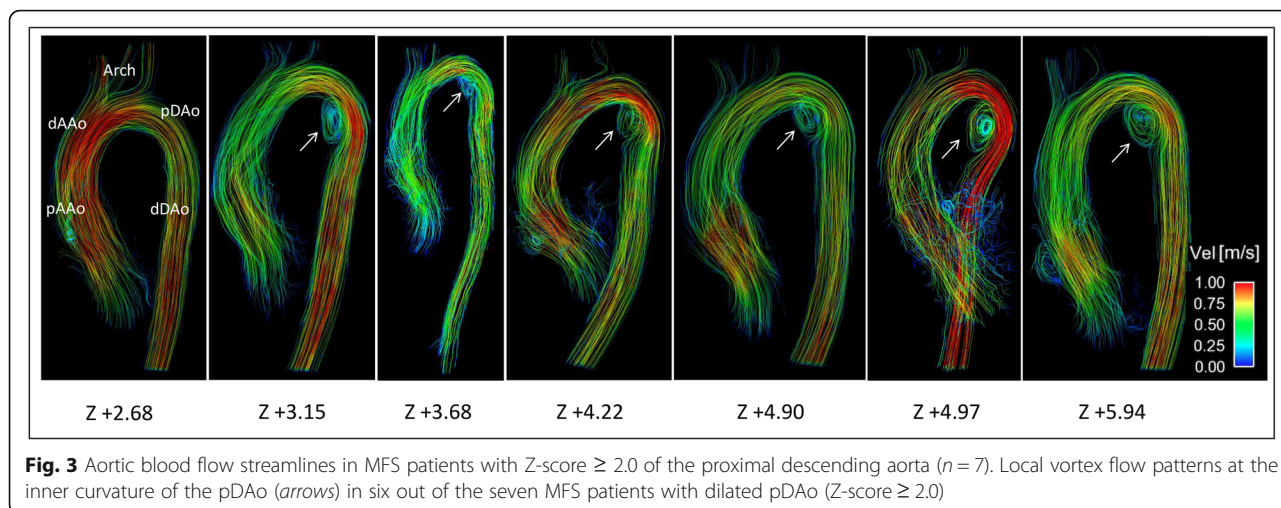 Arch
dAAo
pDAo
pAAo
dDAo
Vel [m/s]
1.00
0.75
0.50
0.25
0.00
Z +2.68
Z +3.15
Z +3.68
Z +4.22
Z +4.90
Z +4.97
Z +5.94
Fig. 3 Aortic blood flow streamlines in MFS patients with Z-score ≥ 2.0 of the proximal descending aorta (n = 7). Local vortex flow patterns at the
inner curvature of the pDAo (arrows) in six out of the seven MFS patients with dilated pDAo (Z-score ≥ 2.0)